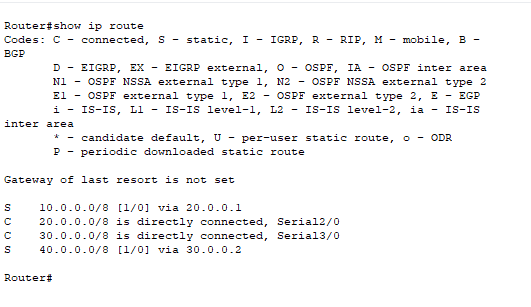 Router#show ip route
Codes: C - connected, S - static, I - IGRP, R - RIP, M - mobile, B -
BGP
D - EIGRP, EX - EIGRP external, O - OSPF, IA - OSPF inter area
N1 - OSPF NSSA external type 1, N2 - OSPF NSSA external type 2
E1 - OSPF external type 1, E2 - OSPF external type 2, E - EGP
i - IS-IS, L1 - IS-IS level-1, L2 - IS-IS level-2, ia - IS-IS
inter area
* - candidate default, U - per-user static route, o - ODR
P - periodic downloaded static route
Gateway of last resort is not set
S 10.0.0.0/8 [1/0] via 20.0.0.1
C 20.0.0.0/8 is directly connected, Serial2/0
C 30.0.0.0/8 is directly connected, Serial3/0
S 40.0.0.0/8 [1/0] via 30.0.0.2
Router#